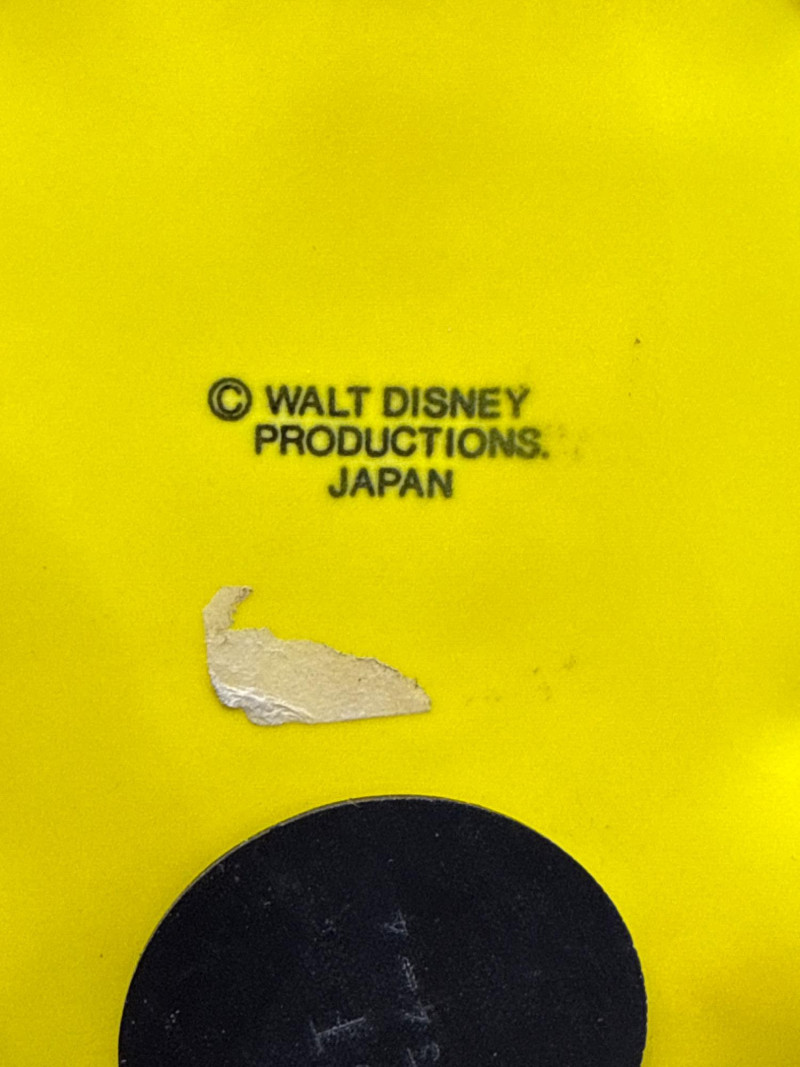 © WALT DISNEY
PRODUCTIONS.
JAPAN